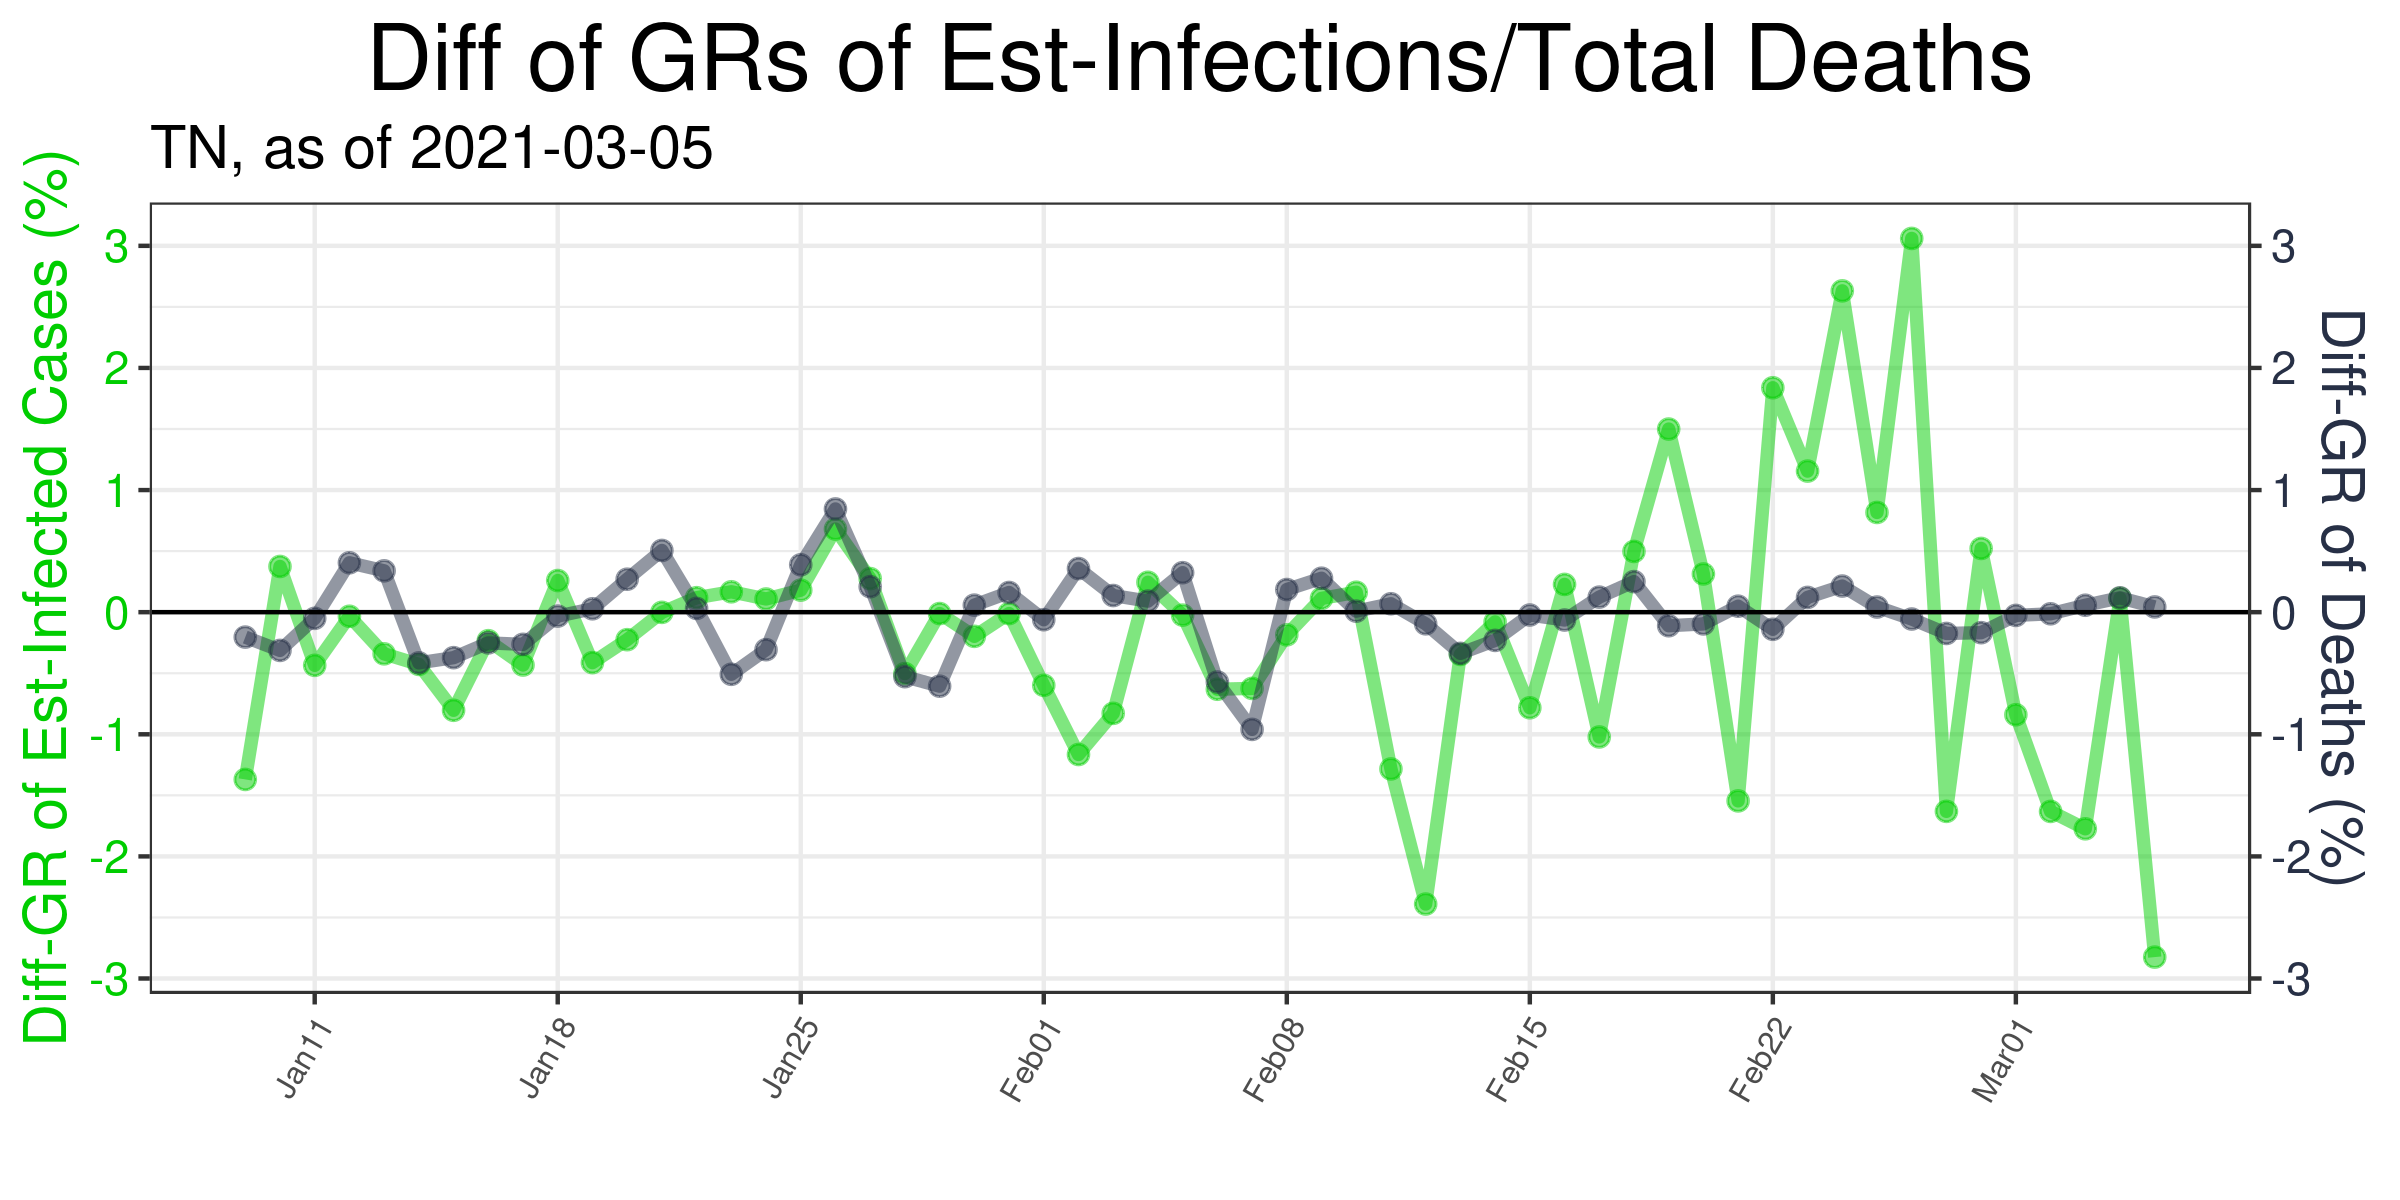 Diff of GRs of Est-Infections/Total Deaths
TN, as of 2021-03-05
Diff-GR of Est-Infected Cases (%)
3
2
1
0
-1
-2
-3
3
2
1
0
-1
-2
-3
Diff-GR of Deaths (%)
Jan11
Jan18
Jan25
Feb01
Feb08
Feb15
Feb22
Mar01